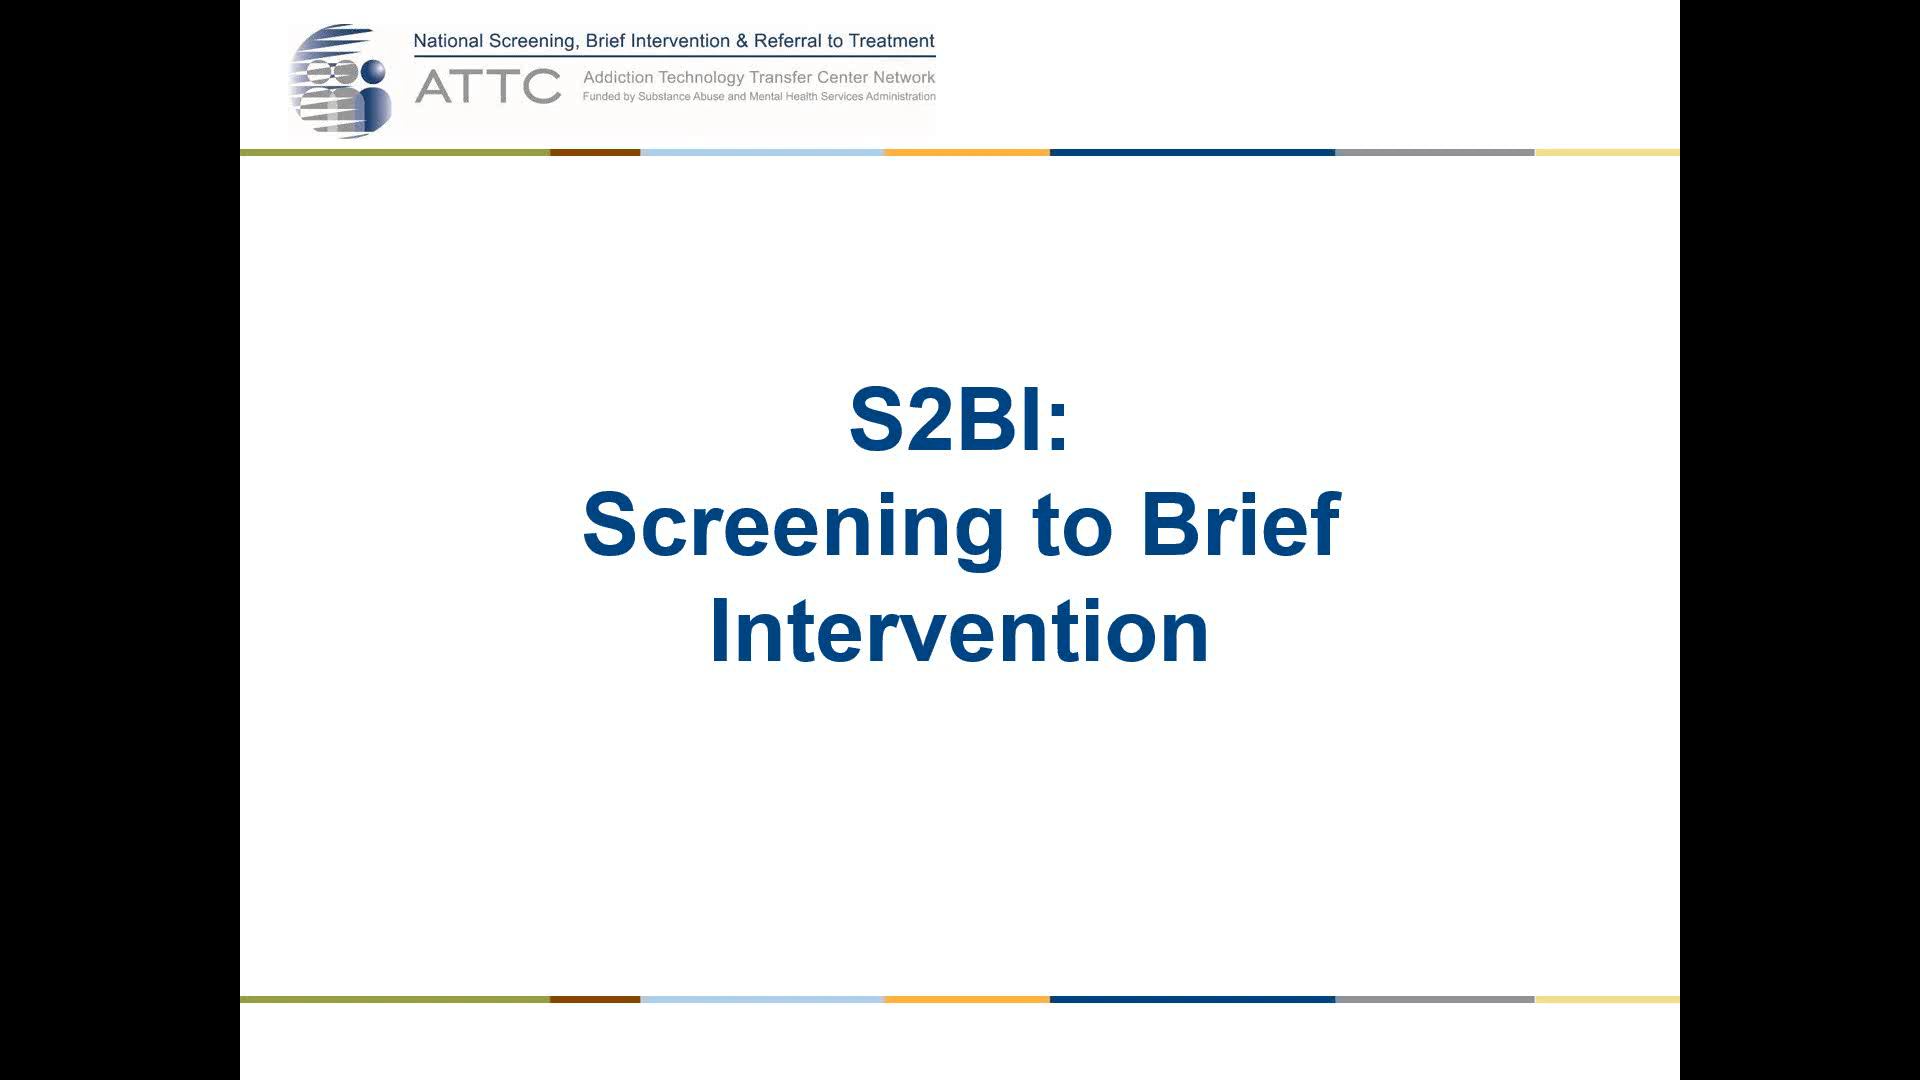 National Screening, Brief Intervention & Referral to Treatment
ATTC Addiction Technology Transfer Center Network
Funded by Substance Abuse and Mental Health Services Administration
S2BI:
Screening to Brief
Intervention